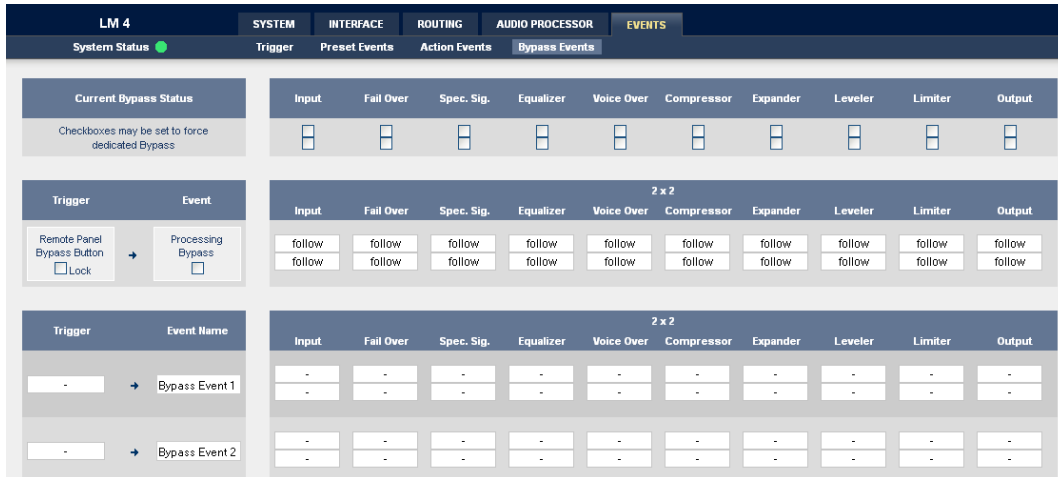 LM 4 SYSTEM INTERFACE ROUTING AUDIO PROCESSOR EVENTS
System Status Trigger Preset Events Action Events Bypass Events
Current Bypass Status Input Fail Over Spec. Sig. Equalizer Voice Over Compressor Expander Leveler Limiter Output
Checkboxes may be set to force
dedicated Bypass
2 x 2
Trigger Event
Input Fail Over Spec. Sig. Equalizer Voice Over Compressor Expander Leveler Limiter Output
Remote Panel
Bypass Button
Lock
➔
Processing
Bypass
follow follow follow follow follow follow follow follow follow follow
follow follow follow follow follow follow follow follow follow follow
2 x 2
Trigger Event Name
Input Fail Over Spec. Sig. Equalizer Voice Over Compressor Expander Leveler Limiter Output
- ➔ Bypass Event 1
- - - - - - - - - -
- - - - - - - - - -
- ➔ Bypass Event 2
- - - - - - - - - -
- - - - - - - - - -